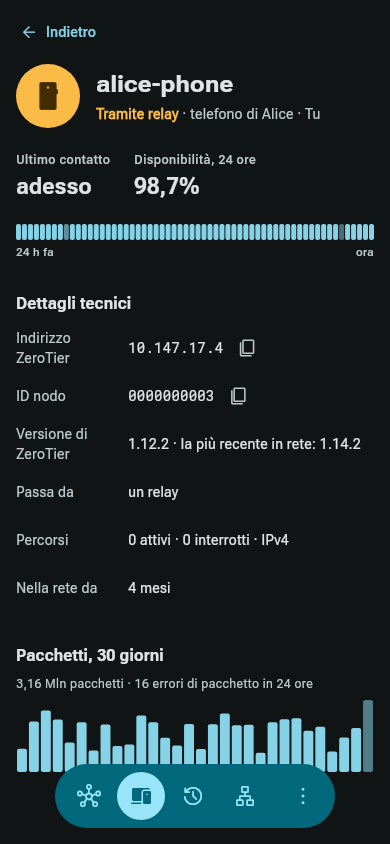 Indietro
alice-phone
Tramite relay · telefono di Alice · Tu
Ultimo contatto
adesso
Disponibilità, 24 ore
98,7%
24 h fa
ora
Dettagli tecnici
Indirizzo
ZeroTier
10.147.17.4
ID nodo
0000000003
Versione di
ZeroTier
1.12.2 · la più recente in rete: 1.14.2
Passa da
un relay
Percorsi
0 attivi · 0 interrotti · IPv4
Nella rete da
4 mesi
Pacchetti, 30 giorni
3,16 Mln pacchetti · 16 errori di pacchetto in 24 ore